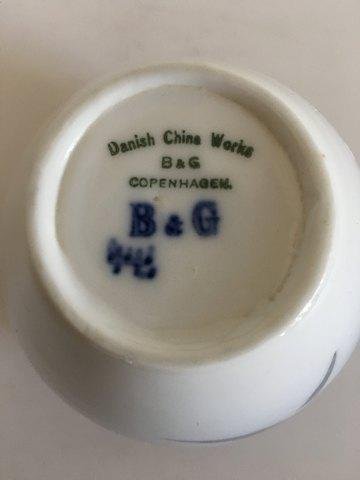 Danish China Works
B & G
COPENHAGEN.
B & G